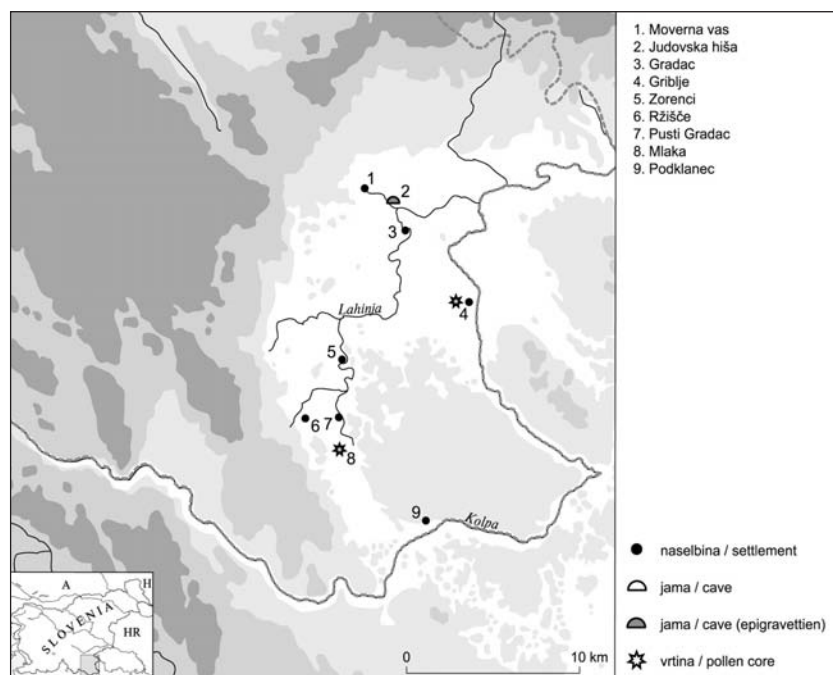 1. Moverna vas
2. Judovska hiša
3. Gradac
4. Griblje
5. Zorenci
6. Ržišče
7. Pusti Gradac
8. Mlaka
9. Podklanec
1
2
3
4
Lahinia
5
6
7
8
9
Kolpa
naselbina / settlement
jama / cave
jama / cave (epigravettien)
vrtina / pollen core
0 10 km
A
H
SLOVENIA
HR